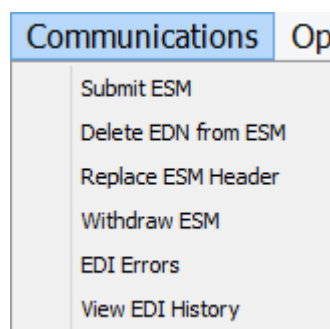 Communications Op
Submit ESM
Delete EDN from ESM
Replace ESM Header
Withdraw ESM
EDI Errors
View EDI History